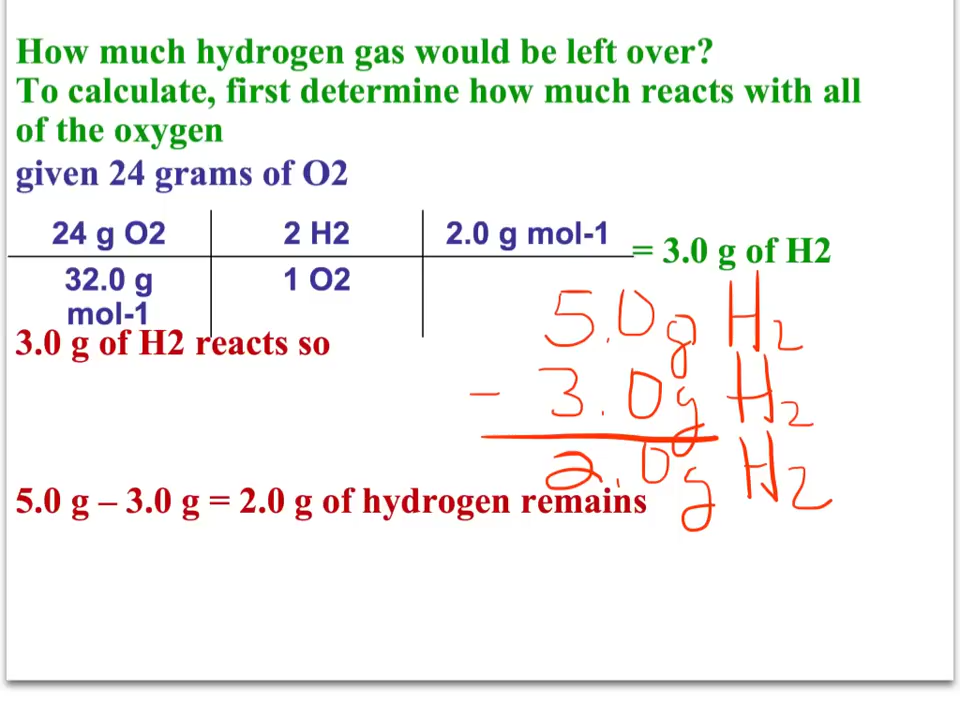 How much hydrogen gas would be left over?
To calculate, first determine how much reacts with all
of the oxygen
given 24 grams of O2
24 g O2 2 H2 2.0 g mol-1
= 3.0 g of H2
32.0 g 1 O2
mol-1
3.0 g of H2 reacts so
5.0 g H2
- 3.0 g H2
2.0 g H2
5.0 g – 3.0 g = 2.0 g of hydrogen remains